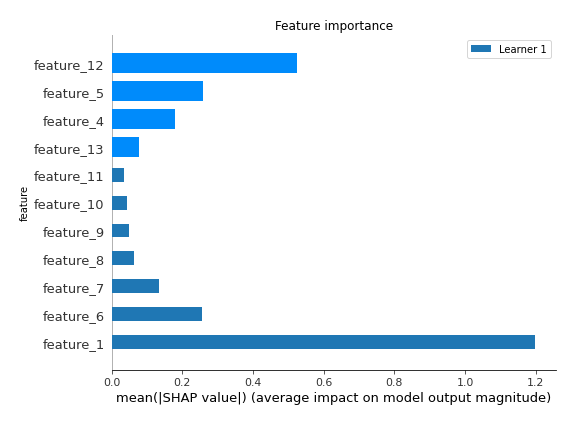 Feature importance
Learner 1
feature_12
feature_5
feature_4
feature_13
feature_11
feature_10
feature_9
feature_8
feature_7
feature_6
feature_1
feature
0.0 0.2 0.4 0.6 0.8 1.0 1.2
mean(|SHAP value|) (average impact on model output magnitude)